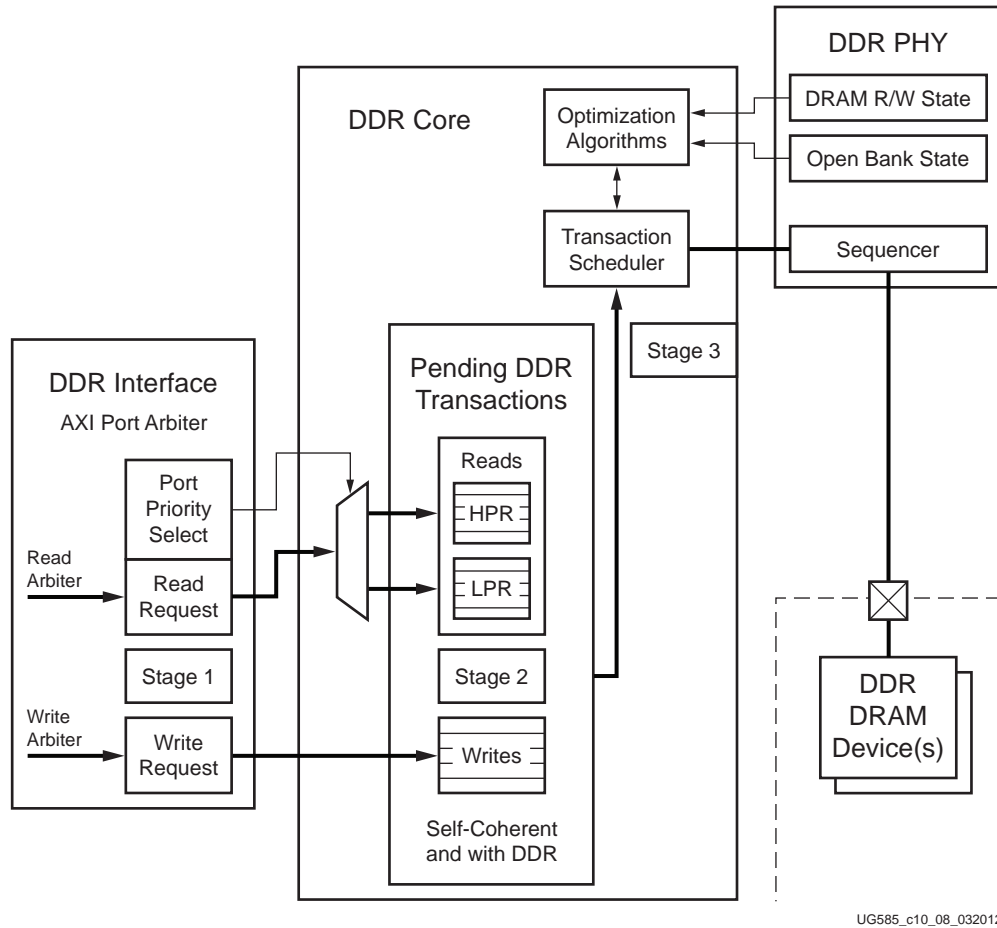 DDR PHY
DRAM R/W State
Open Bank State
Sequencer
DDR Core
Optimization
Algorithms
Transaction
Scheduler
Stage 3
DDR Interface
AXI Port Arbiter
Port
Priority
Select
Read
Arbiter
Read
Request
Stage 1
Write
Arbiter
Write
Request
Pending DDR
Transactions
Reads
HPR
LPR
Stage 2
Writes
Self-Coherent
and with DDR
DDR
DRAM
Device(s)
UG585_c10_08_032012